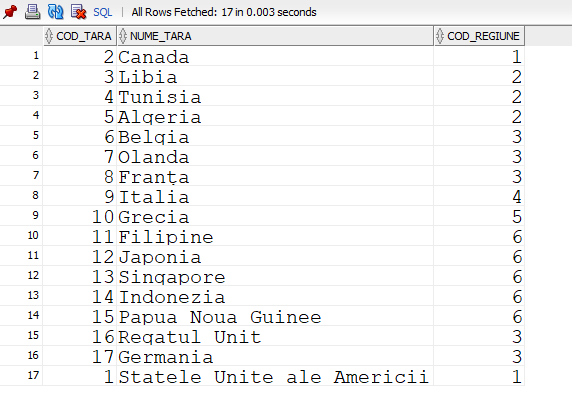 SQL | All Rows Fetched: 17 in 0.003 seconds
COD_TARA NUME_TARA COD_REGIUNE
1 2 Canada 1
2 3 Libia 2
3 4 Tunisia 2
4 5 Algeria 2
5 6 Belgia 3
6 7 Olanda 3
7 8 Franța 3
8 9 Italia 4
9 10 Grecia 5
10 11 Filipine 6
11 12 Japonia 6
12 13 Singapore 6
13 14 Indonezia 6
14 15 Papua Noua Guinee 6
15 16 Regatul Unit 3
16 17 Germania 3
17 1 Statele Unite ale Americii 1